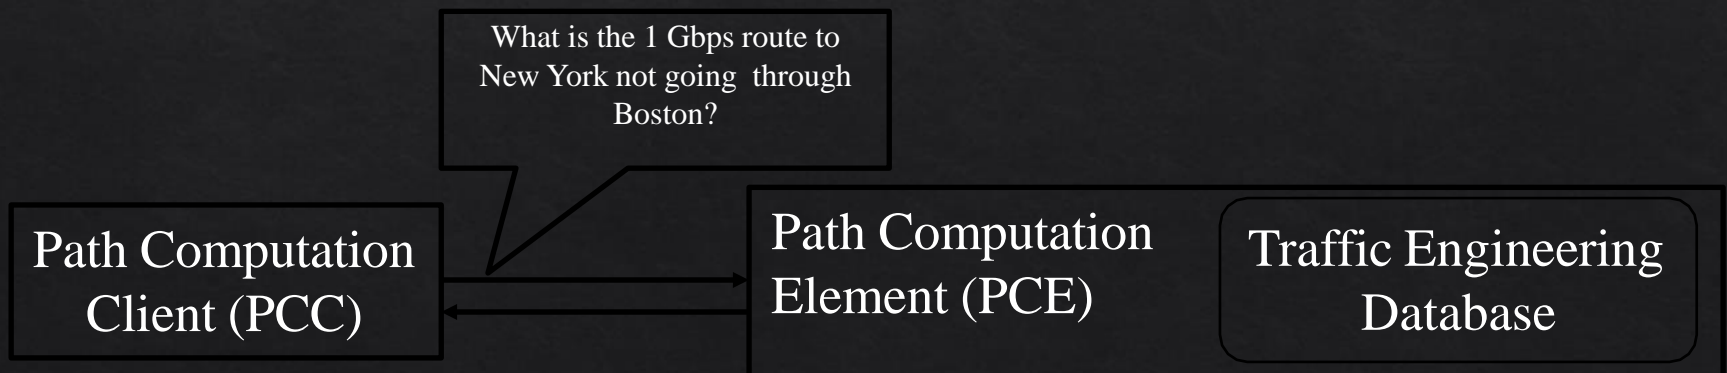 What is the 1 Gbps route to
New York not going through
Boston?
Path Computation
Client (PCC)
Path Computation
Element (PCE)
Traffic Engineering
Database